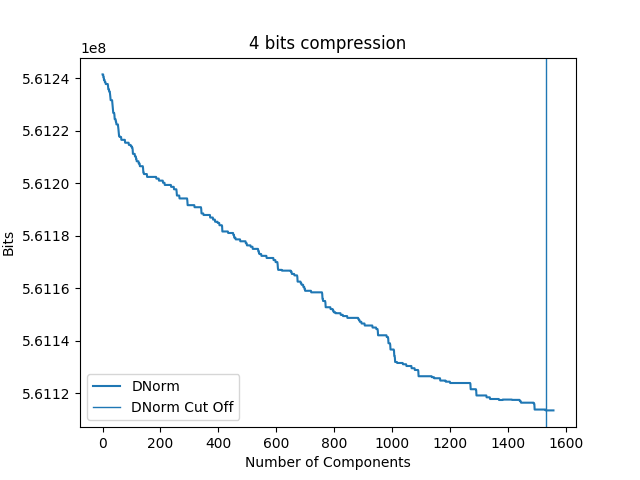 4 bits compression
1e8
5.6124
5.6122
5.6120
5.6118
5.6116
5.6114
5.6112
Bits
DNorm
DNorm Cut Off
0 200 400 600 800 1000 1200 1400 1600
Number of Components